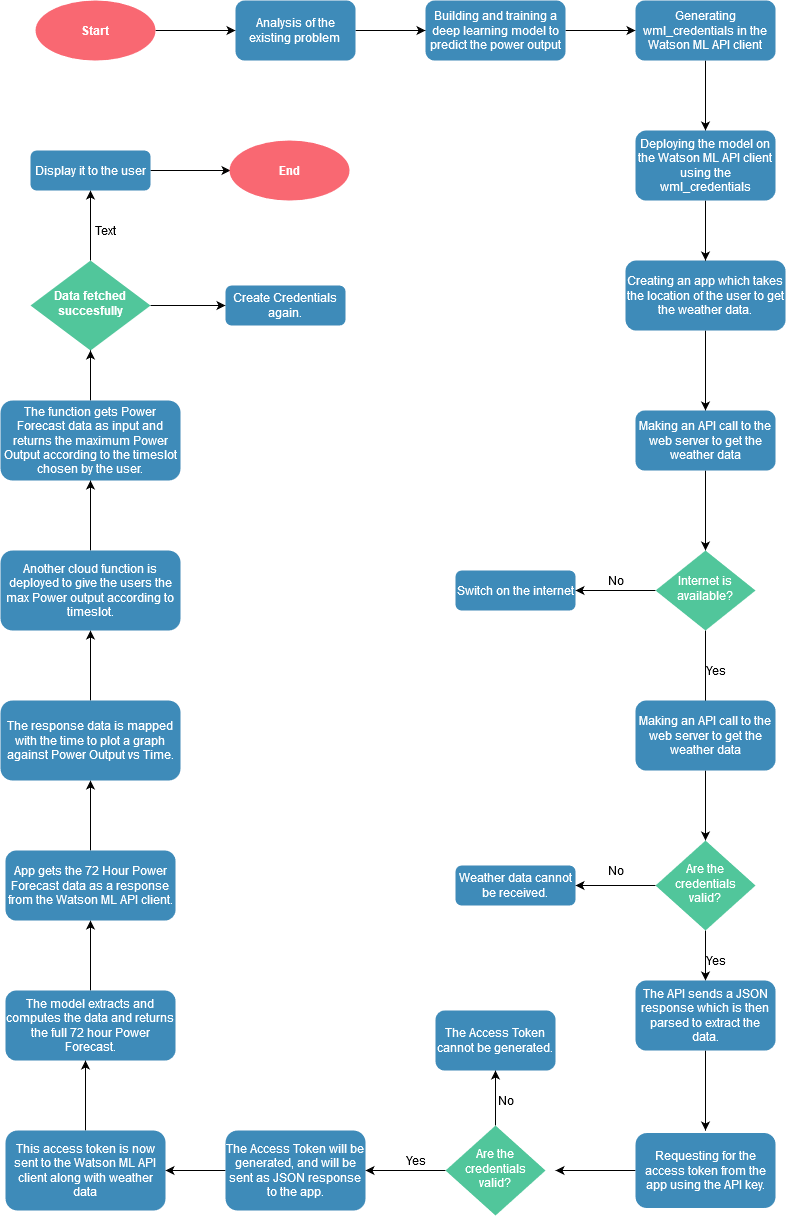 Start
Analysis of the
existing problem
Building and training a
deep learning model to
predict the power output
Generating
wml_credentials in the
Watson ML API client
Deploying the model on
the Watson ML API client
using the
wml_credentials
Creating an app which takes
the location of the user to get
the weather data.
Making an API call to the
web server to get the
weather data
Internet is
available?
No
Switch on the internet
Yes
Making an API call to the
web server to get the
weather data
Are the
credentials
valid?
No
Weather data cannot
be received.
Yes
The API sends a JSON
response which is then
parsed to extract the
data.
Requesting for the
access token from the
app using the API key.
Are the
credentials
valid?
No
The Access Token
cannot be generated.
Yes
The Access Token will be
generated, and will be
sent as JSON response
to the app.
This access token is now
sent to the Watson ML API
client along with weather
data
The model extracts and
computes the data and returns
the full 72 hour Power
Forecast.
App gets the 72 Hour Power
Forecast data as a response
from the Watson ML API client.
The response data is mapped
with the time to plot a graph
against Power Output vs Time.
Another cloud function is
deployed to give the users the
max Power output according to
timeslot.
The function gets Power
Forecast data as input and
returns the maximum Power
Output according to the timeslot
chosen by the user.
Data fetched
succesfully
Create Credentials
again.
Text
Display it to the user
End